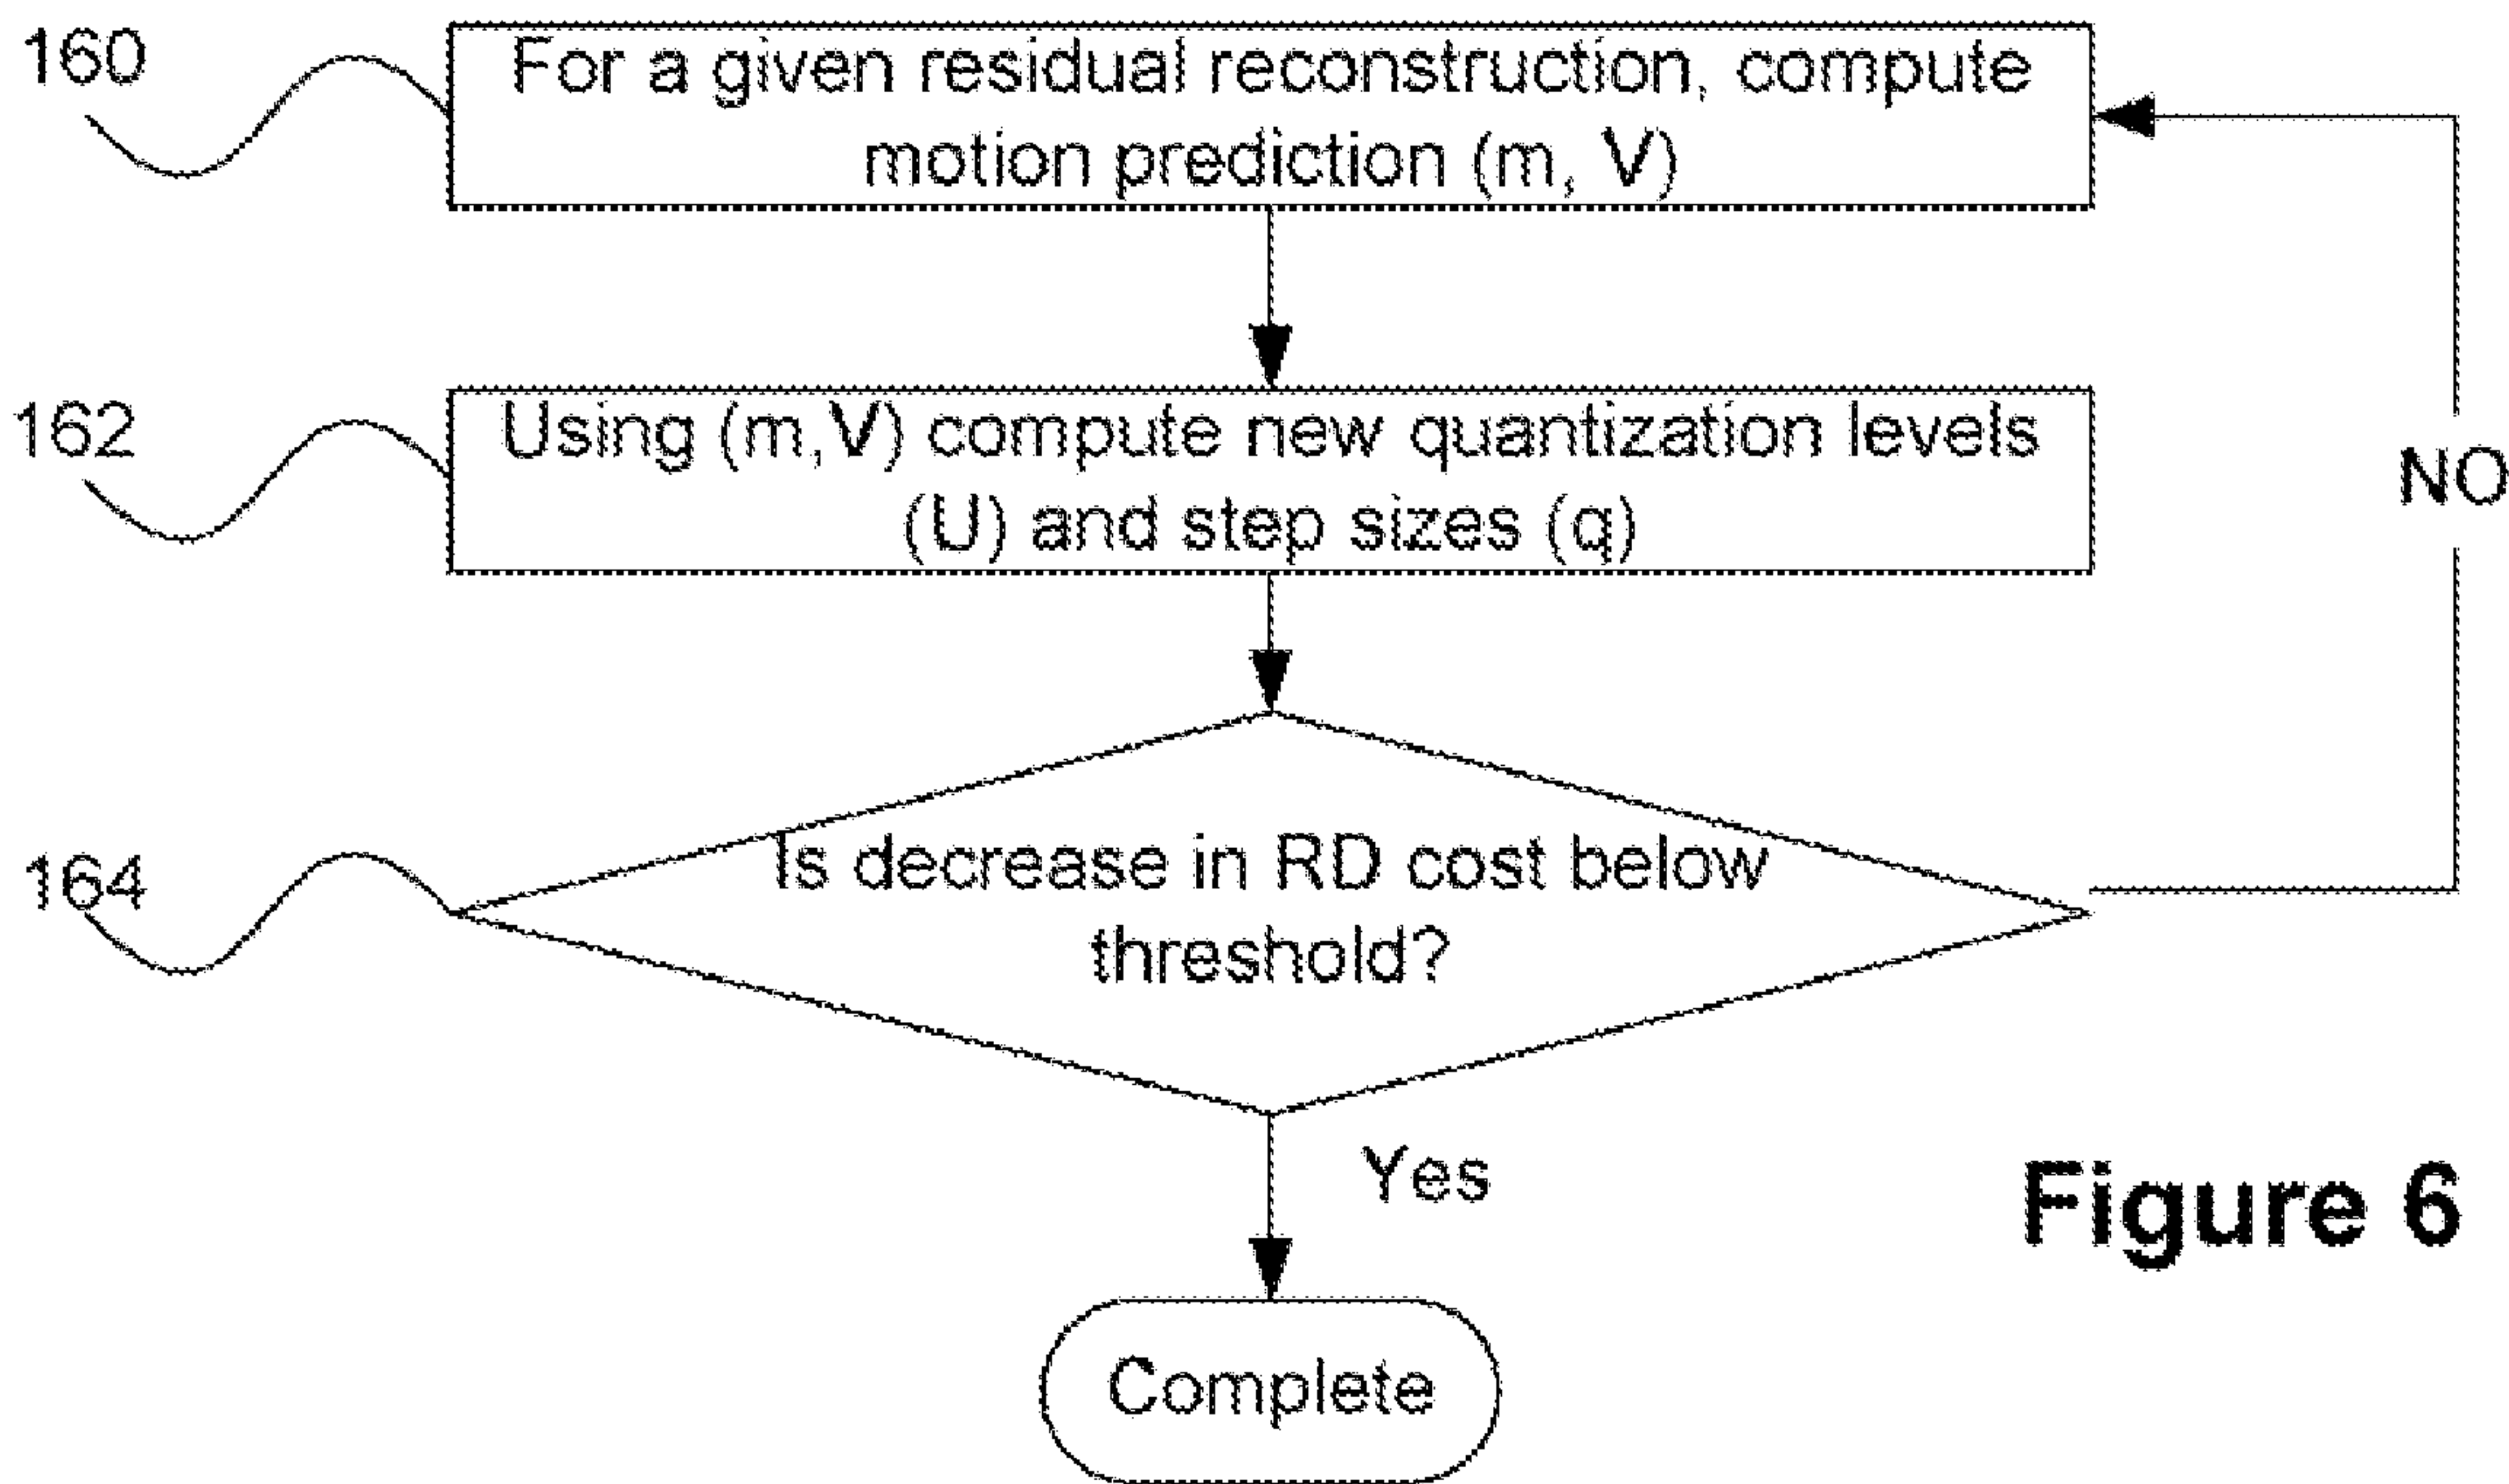 160
For a given residual reconstruction, compute
motion prediction (m, V)
162
Using (m,V) compute new quantization levels
(U) and step sizes (q)
NO
164
Is decrease in RD cost below
threshold?
Yes
Figure 6
Complete